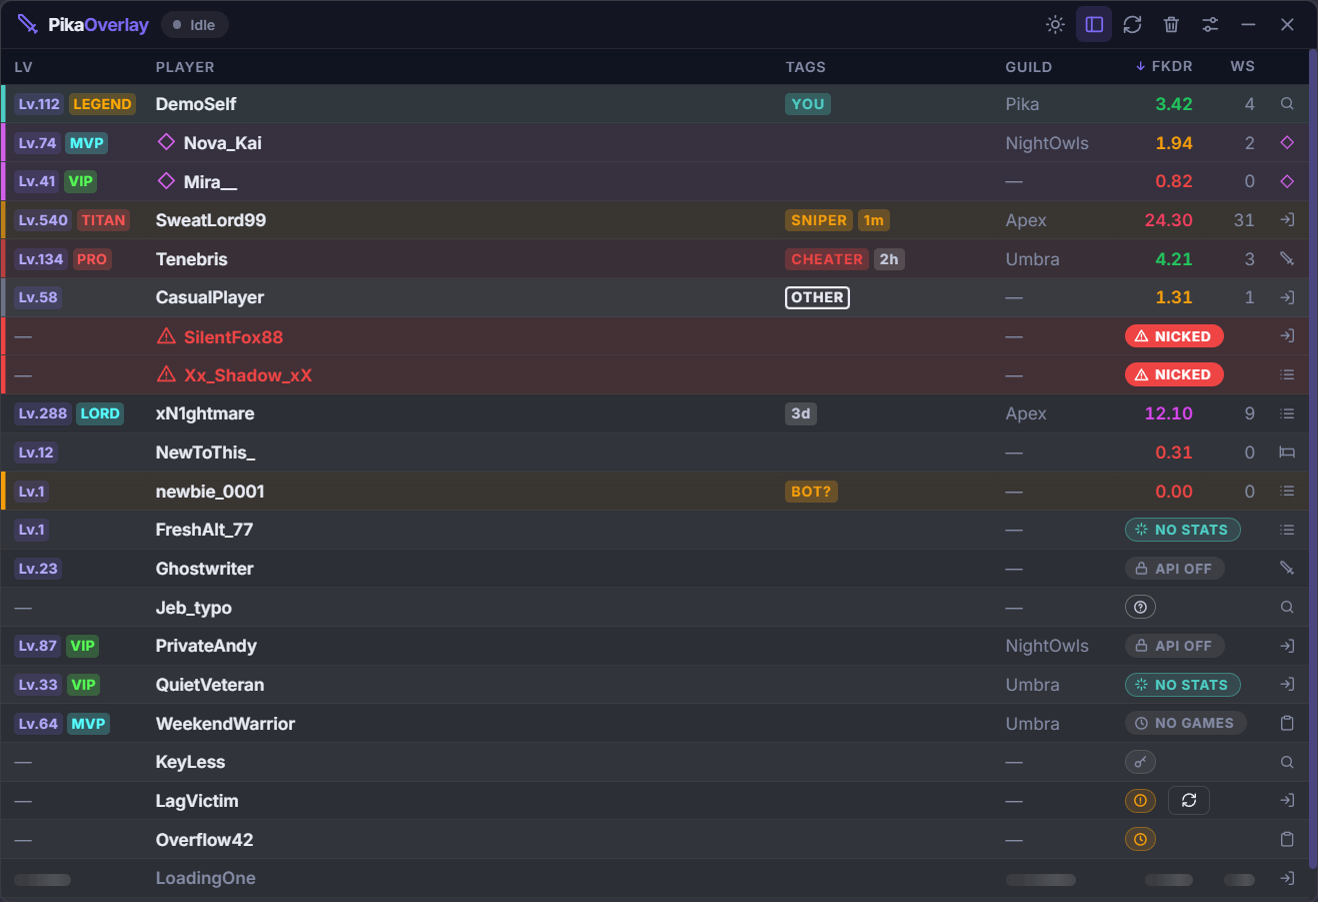 PikaOverlay Idle
LV PLAYER TAGS GUILD ↓ FKDR WS
Lv.112 LEGEND DemoSelf YOU Pika 3.42 4
Lv.74 MVP Nova_Kai NightOwls 1.94 2
Lv.41 VIP Mira__ — 0.82 0
Lv.540 TITAN SweatLord99 SNIPER 1m Apex 24.30 31
Lv.134 PRO Tenebris CHEATER 2h Umbra 4.21 3
Lv.58 CasualPlayer OTHER — 1.31 1
— SilentFox88 — NICKED
— Xx_Shadow_xX — NICKED
Lv.288 LORD xN1ghtmare 3d Apex 12.10 9
Lv.12 NewToThis_ — 0.31 0
Lv.1 newbie_0001 BOT? — 0.00 0
Lv.1 FreshAlt_77 — NO STATS
Lv.23 Ghostwriter — API OFF
— Jeb_typo —
Lv.87 VIP PrivateAndy NightOwls API OFF
Lv.33 VIP QuietVeteran Umbra NO STATS
Lv.64 MVP WeekendWarrior Umbra NO GAMES
— KeyLess —
— LagVictim —
— Overflow42 —
LoadingOne